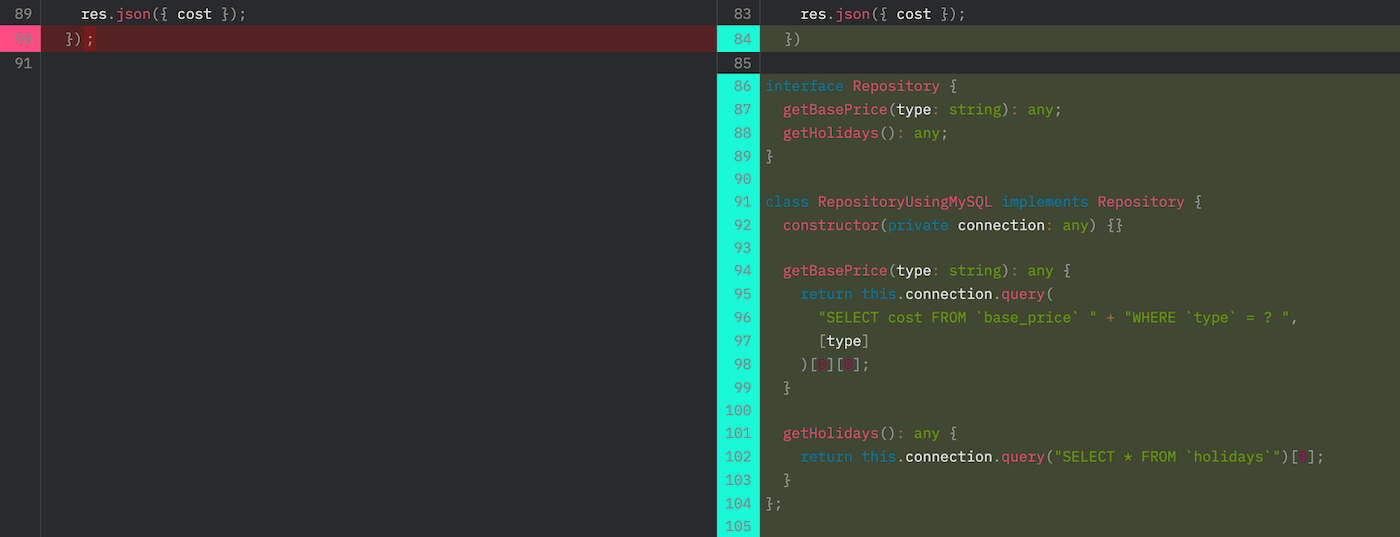 89 res.json({ cost });
90 });
91
83 res.json({ cost });
84 })
85
86 interface Repository {
87 getBasePrice(type: string): any;
88 getHolidays(): any;
89 }
90
91 class RepositoryUsingMySQL implements Repository {
92 constructor(private connection: any) {}
93
94 getBasePrice(type: string): any {
95 return this.connection.query(
96 "SELECT cost FROM `base_price` " + "WHERE `type` = ? ",
97 [type]
98 )[0][0];
99 }
100
101 getHolidays(): any {
102 return this.connection.query("SELECT * FROM `holidays`")[0];
103 }
104 };
105